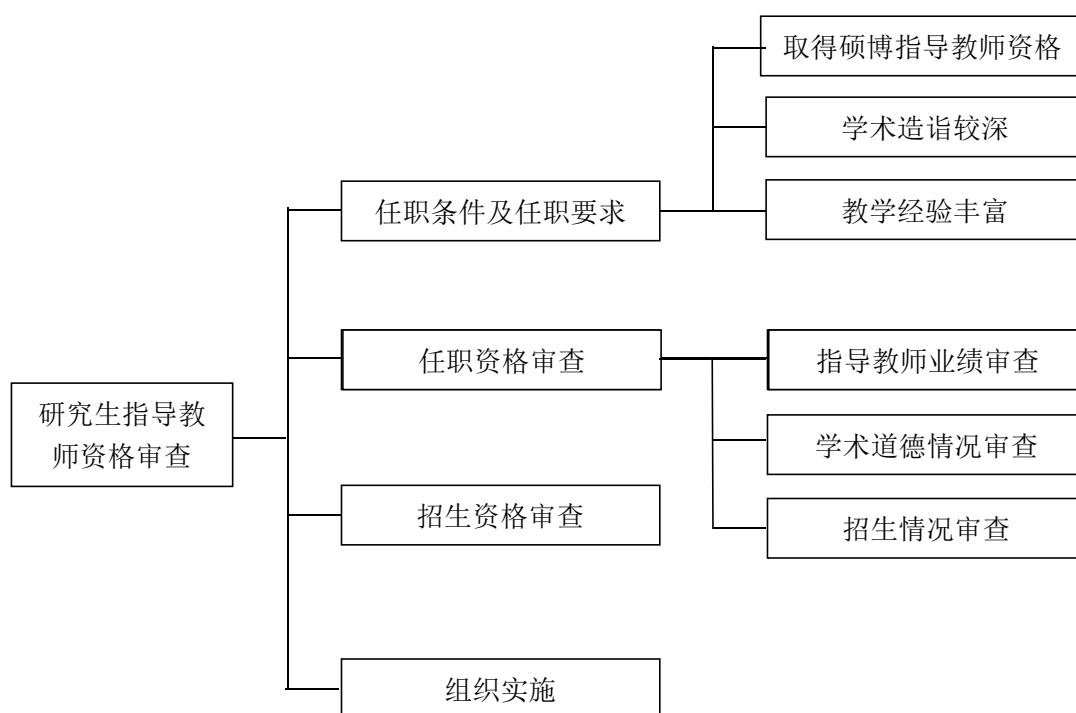 取得硕博指导教师资格
学术造诣较深
任职条件及任职要求
教学经验丰富
任职资格审查
指导教师业绩审查
研究生指导教
师资格审查
学术道德情况审查
招生资格审查
招生情况审查
组织实施